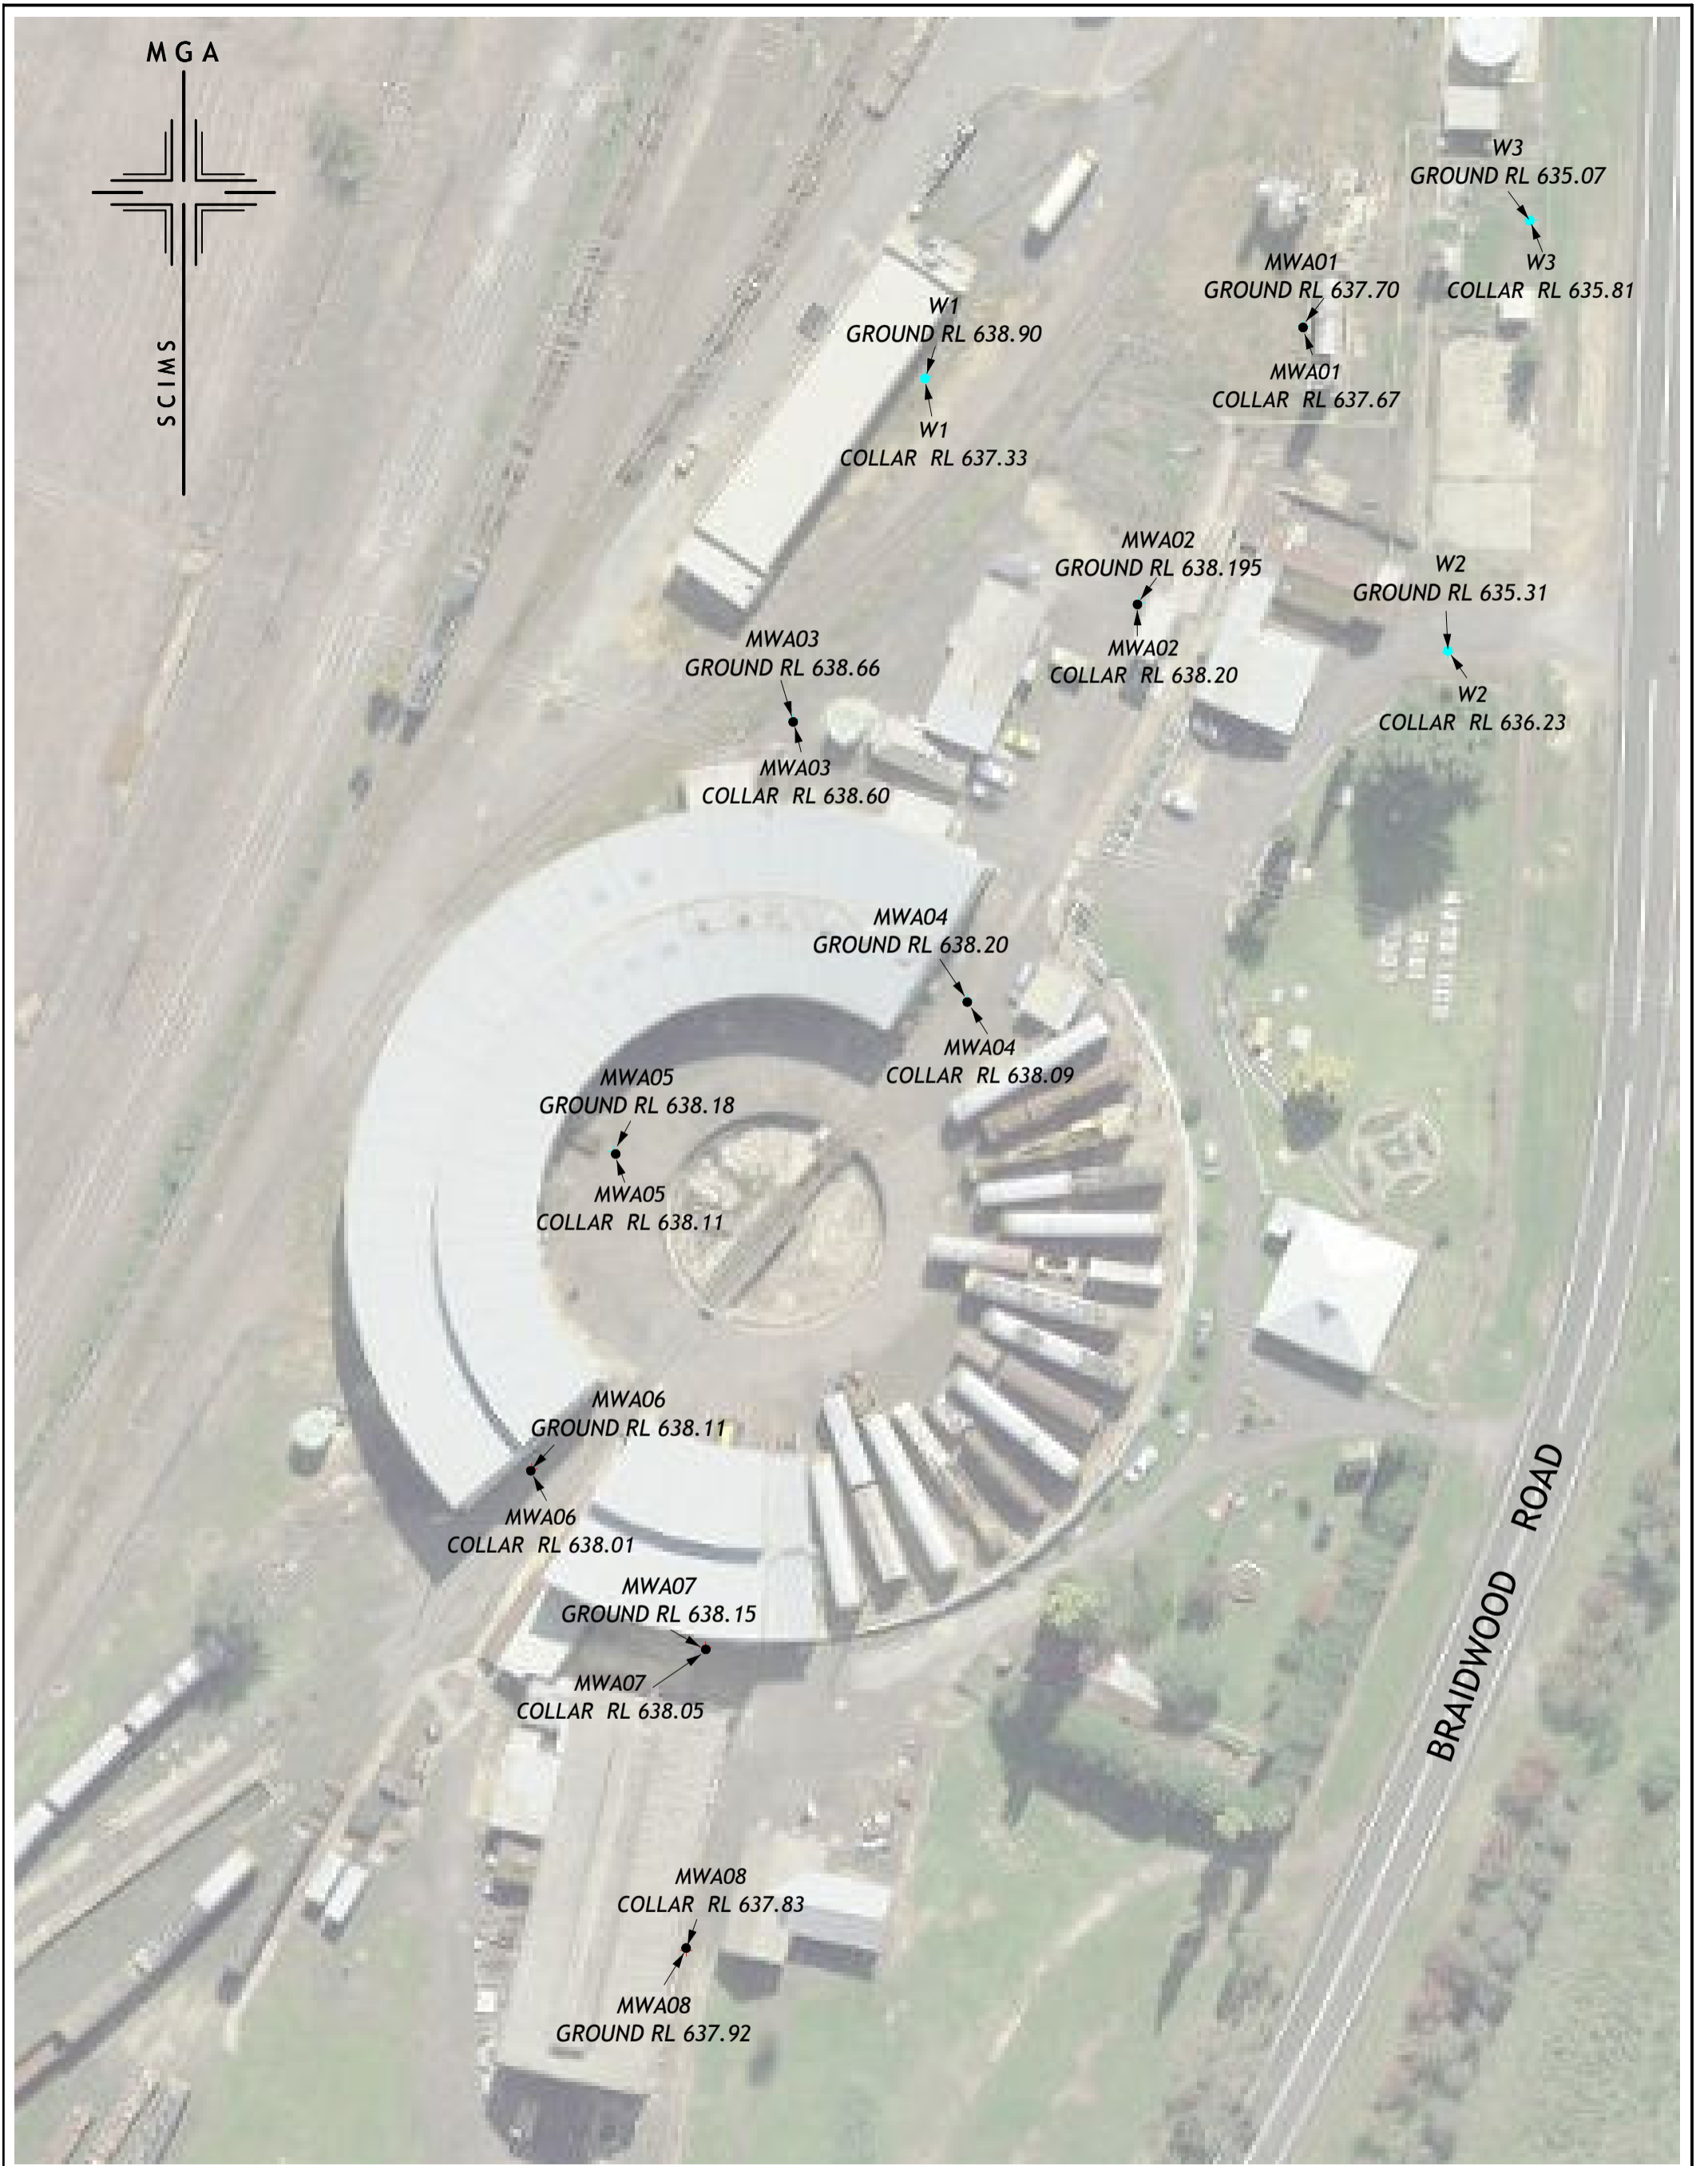 MGA
SCIMS
W3
GROUND RL 635.07
W3
COLLAR RL 635.81
MWA01
GROUND RL 637.70
MWA01
COLLAR RL 637.67
W1
GROUND RL 638.90
W1
COLLAR RL 637.33
MWA02
GROUND RL 638.195
MWA02
COLLAR RL 638.20
W2
GROUND RL 635.31
W2
COLLAR RL 636.23
MWA03
GROUND RL 638.66
MWA03
COLLAR RL 638.60
MWA04
GROUND RL 638.20
MWA04
COLLAR RL 638.09
MWA05
GROUND RL 638.18
MWA05
COLLAR RL 638.11
MWA06
GROUND RL 638.11
MWA06
COLLAR RL 638.01
MWA07
GROUND RL 638.15
MWA07
COLLAR RL 638.05
BRAIDWOOD ROAD
MWA08
COLLAR RL 637.83
MWA08
GROUND RL 637.92